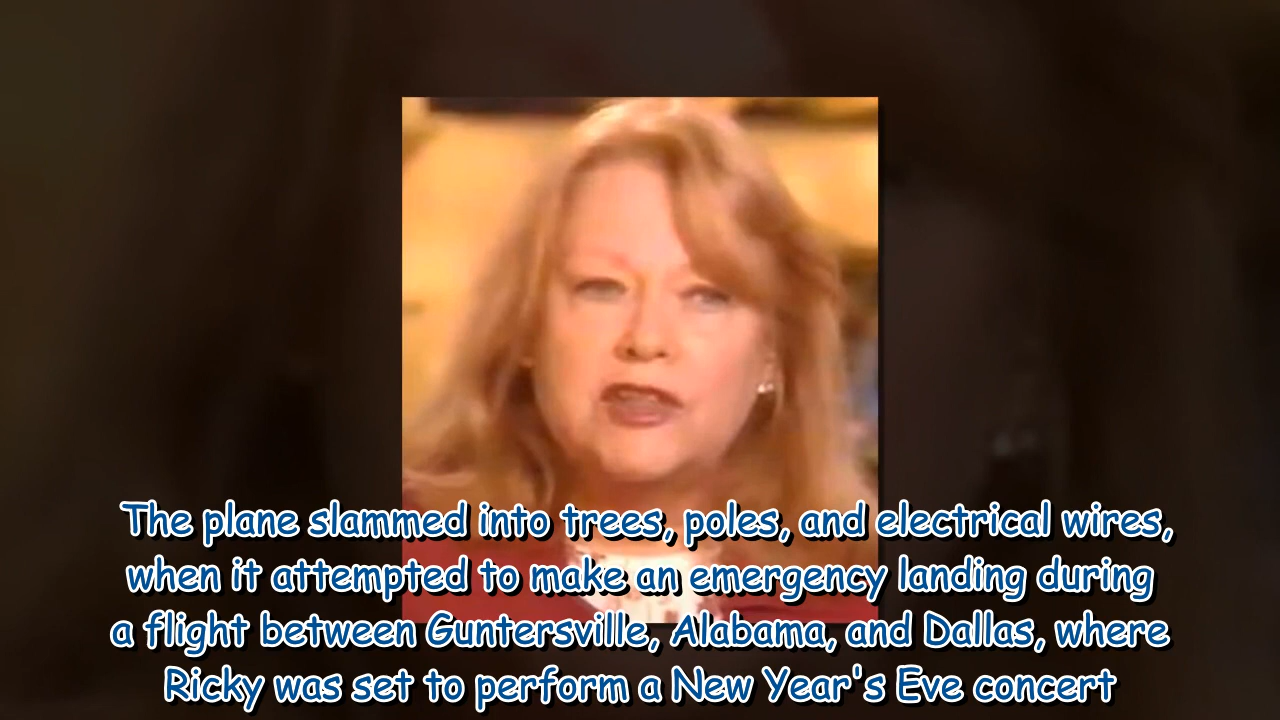 The plane slammed into trees, poles, and electrical wires,
when it attempted to make an emergency landing during
a flight between Guntersville, Alabama, and Dallas, where
Ricky was set to perform a New Year's Eve concert